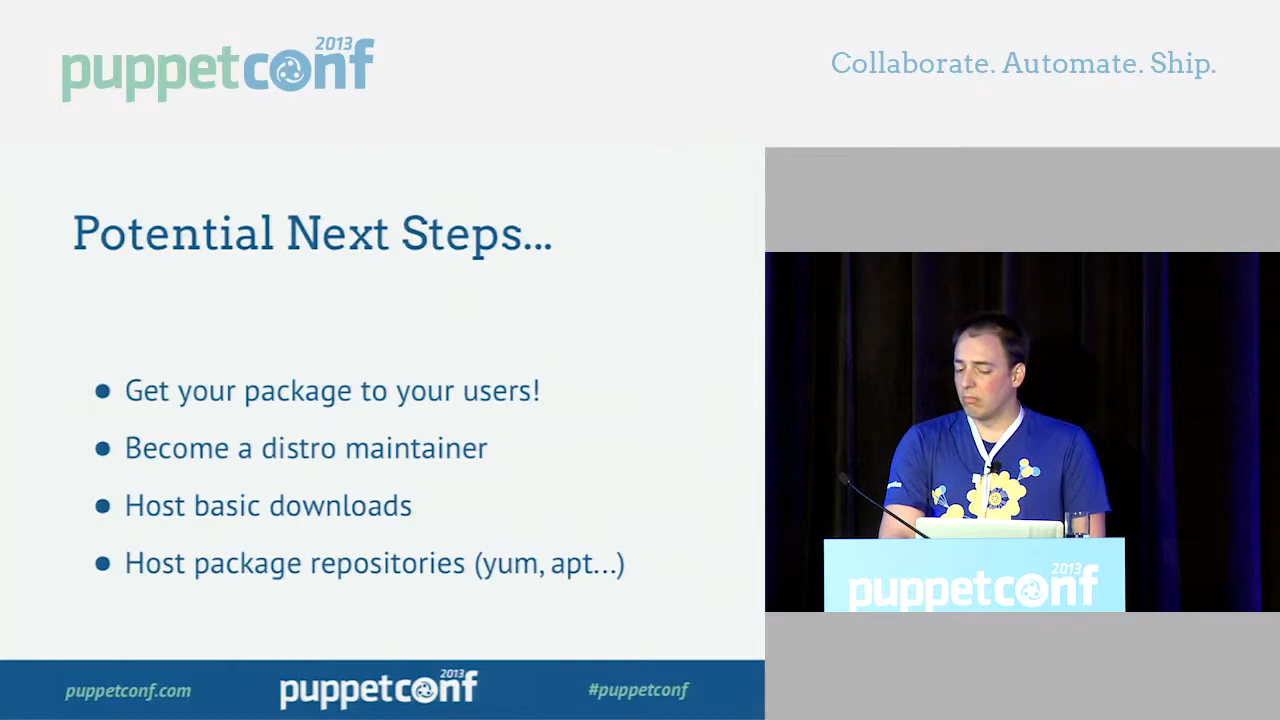 puppetconf 2013
Collaborate. Automate. Ship.
Potential Next Steps...
Get your package to your users!
Become a distro maintainer
Host basic downloads
Host package repositories (yum, apt...)
puppetconf.com
puppetconf 2013
#puppetconf
puppetconf 2013